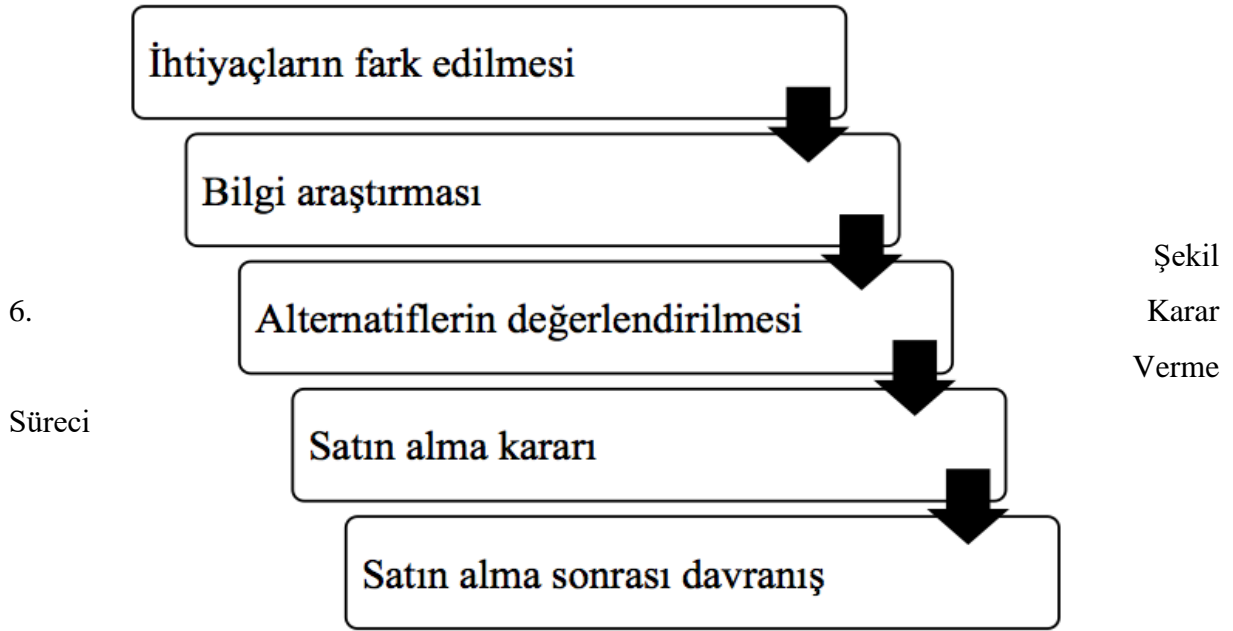 İhtiyaçların fark edilmesi
Bilgi araştırması
Alternatiflerin değerlendirilmesi
Satın alma kararı
Satın alma sonrası davranış
Şekil
6. Karar
Verme
Süreci